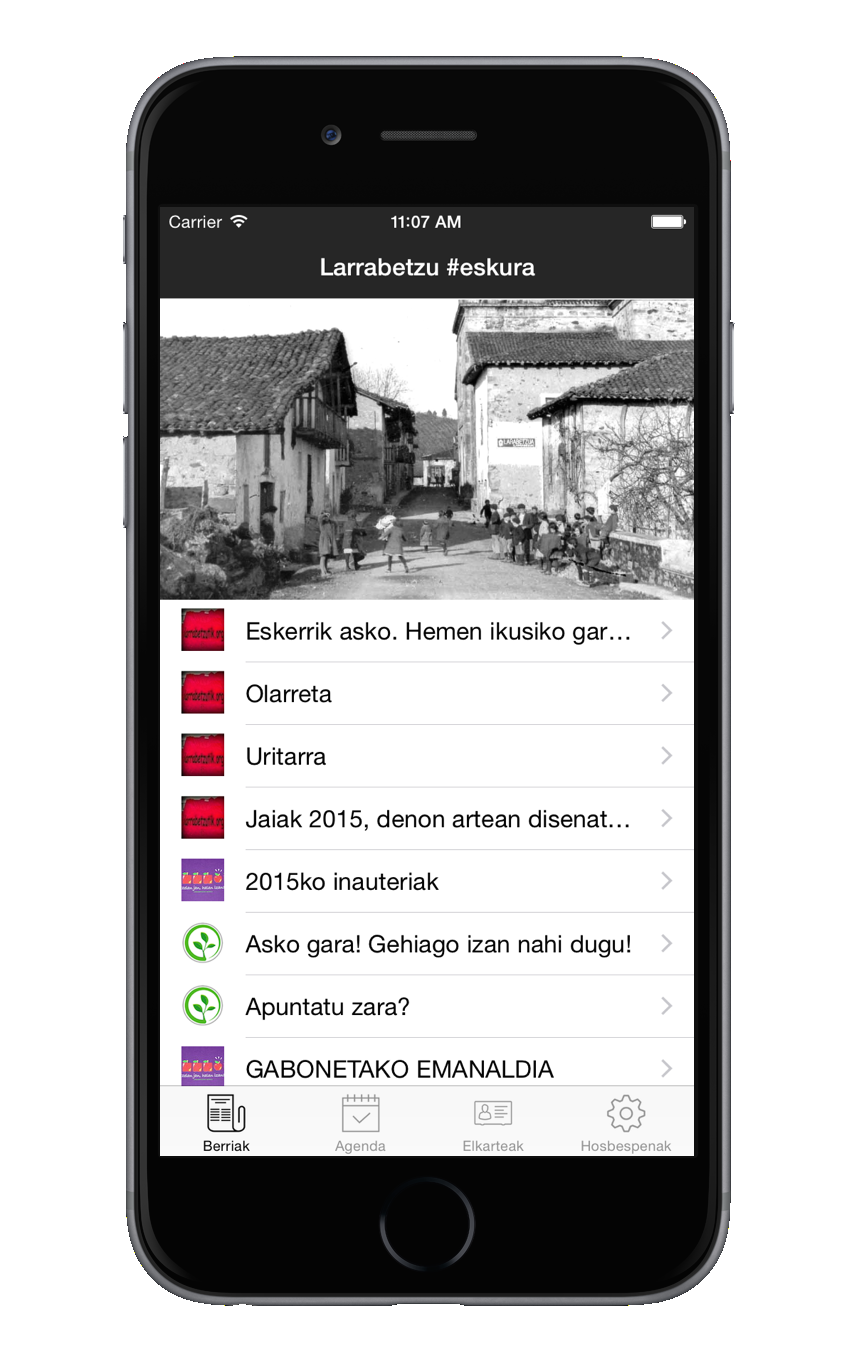 Carrier
11:07 AM
Larrabetzu #eskura
Eskerrik asko. Hemen ikusiko gar...
Olarreta
Uritarra
Jaiak 2015, denon artean disenat...
2015ko inauteriak
Asko gara! Gehiago izan nahi dugu!
Apuntatu zara?
GABONETAKO EMANALDIA
Berriak
Agenda
Elkarteak
Hosbespenak